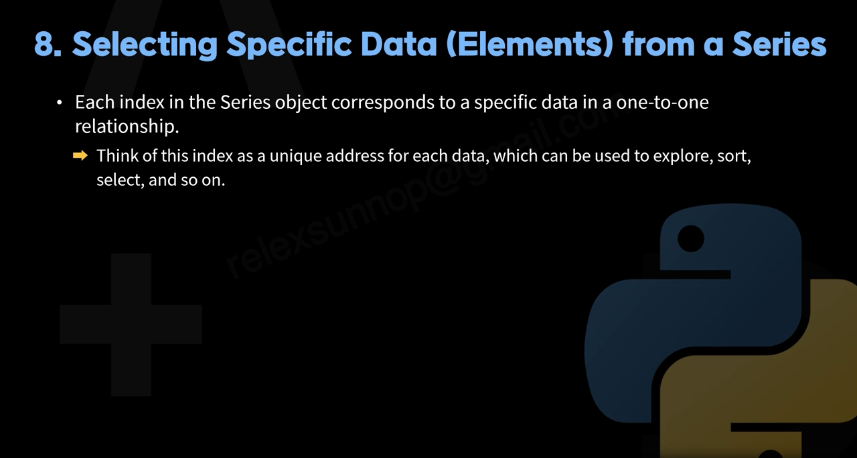 8. Selecting Specific Data (Elements) from a Series
• Each index in the Series object corresponds to a specific data in a one-to-one
relationship.
➡ Think of this index as a unique address for each data, which can be used to explore, sort,
select, and so on.
relexsunnop@gmail.com